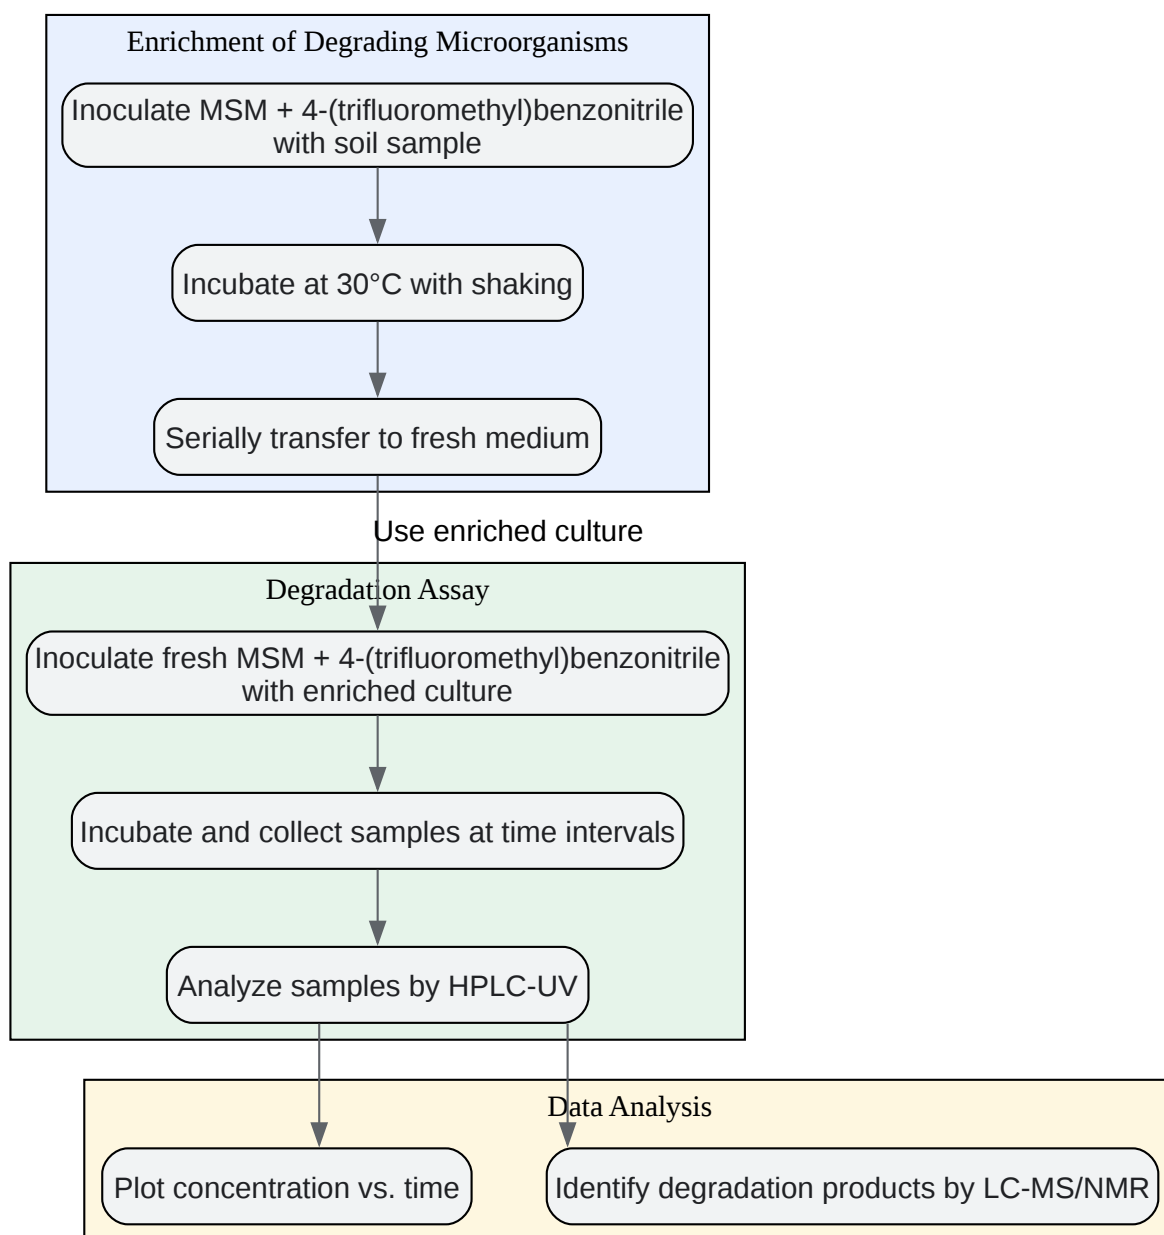 Enrichment of Degrading Microorganisms
Inoculate MSM + 4-(trifluoromethyl)benzonitrile
with soil sample
Incubate at 30°C with shaking
Serially transfer to fresh medium
Use enriched culture
Degradation Assay
Inoculate fresh MSM + 4-(trifluoromethyl)benzonitrile
with enriched culture
Incubate and collect samples at time intervals
Analyze samples by HPLC-UV
Data Analysis
Plot concentration vs. time
Identify degradation products by LC-MS/NMR